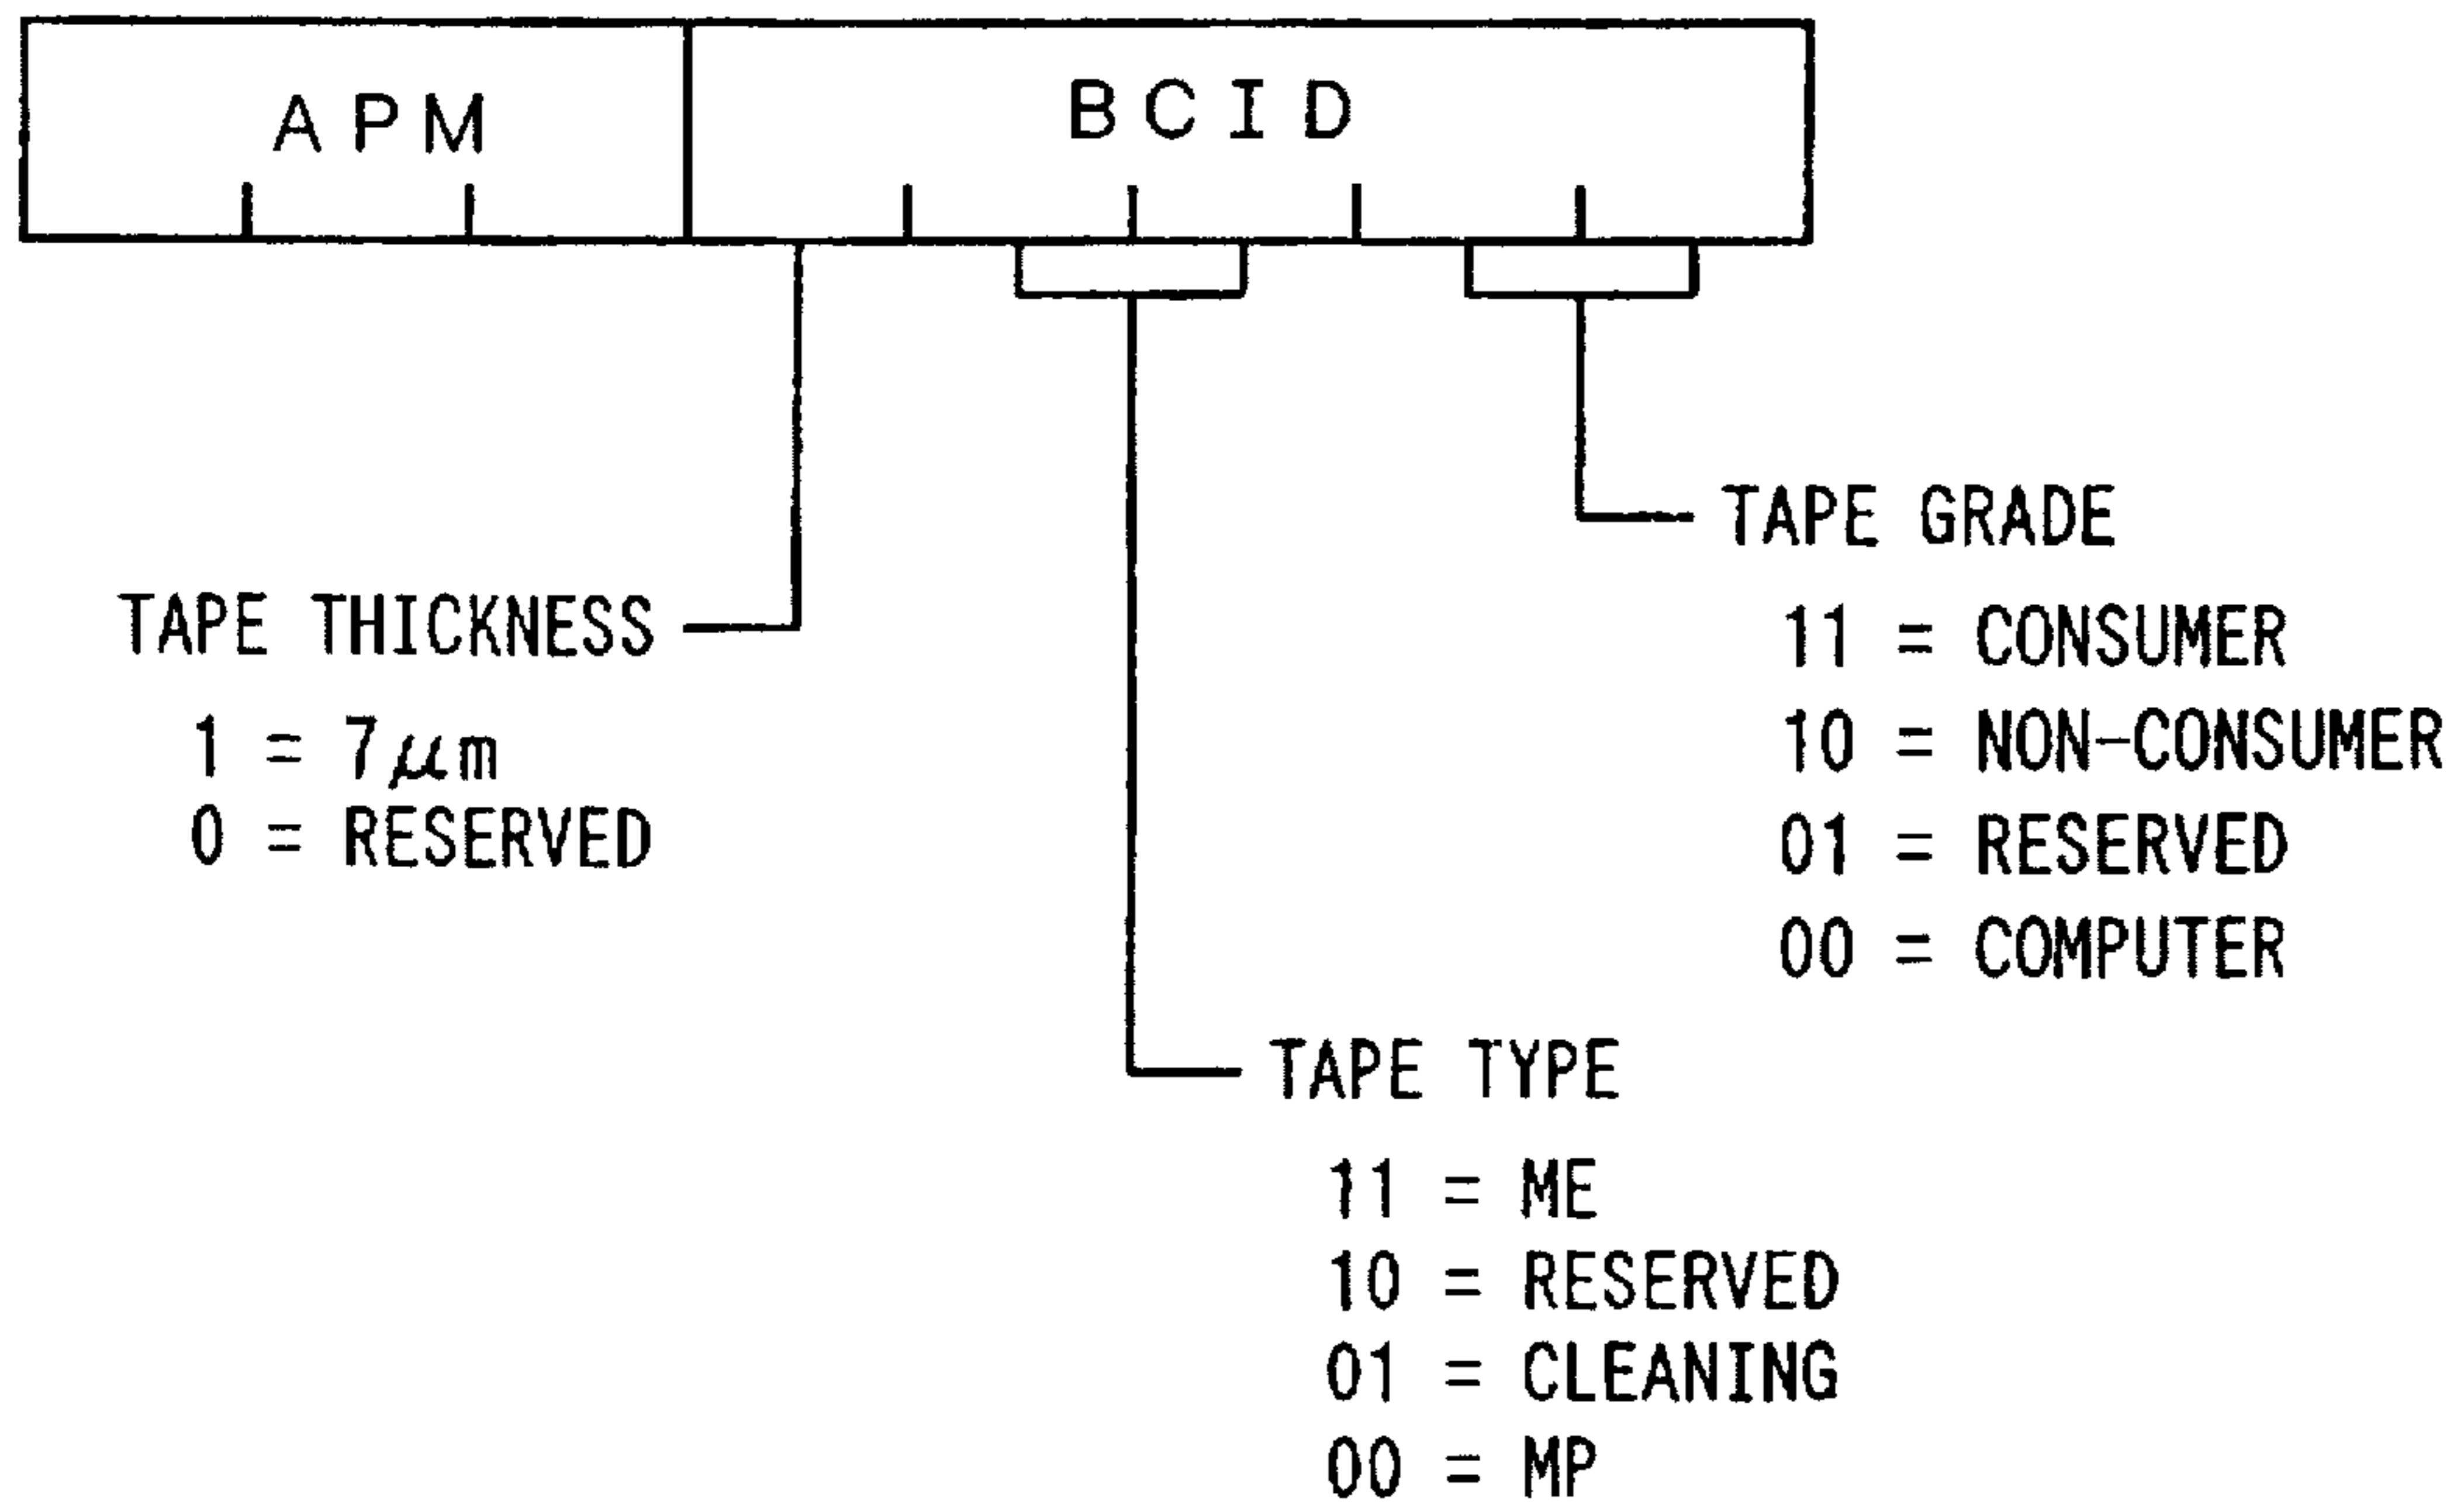 APM BCID
TAPE THICKNESS
1 = 7μm
0 = RESERVED
TAPE GRADE
11 = CONSUMER
10 = NON-CONSUMER
01 = RESERVED
00 = COMPUTER
TAPE TYPE
11 = ME
10 = RESERVED
01 = CLEANING
00 = MP